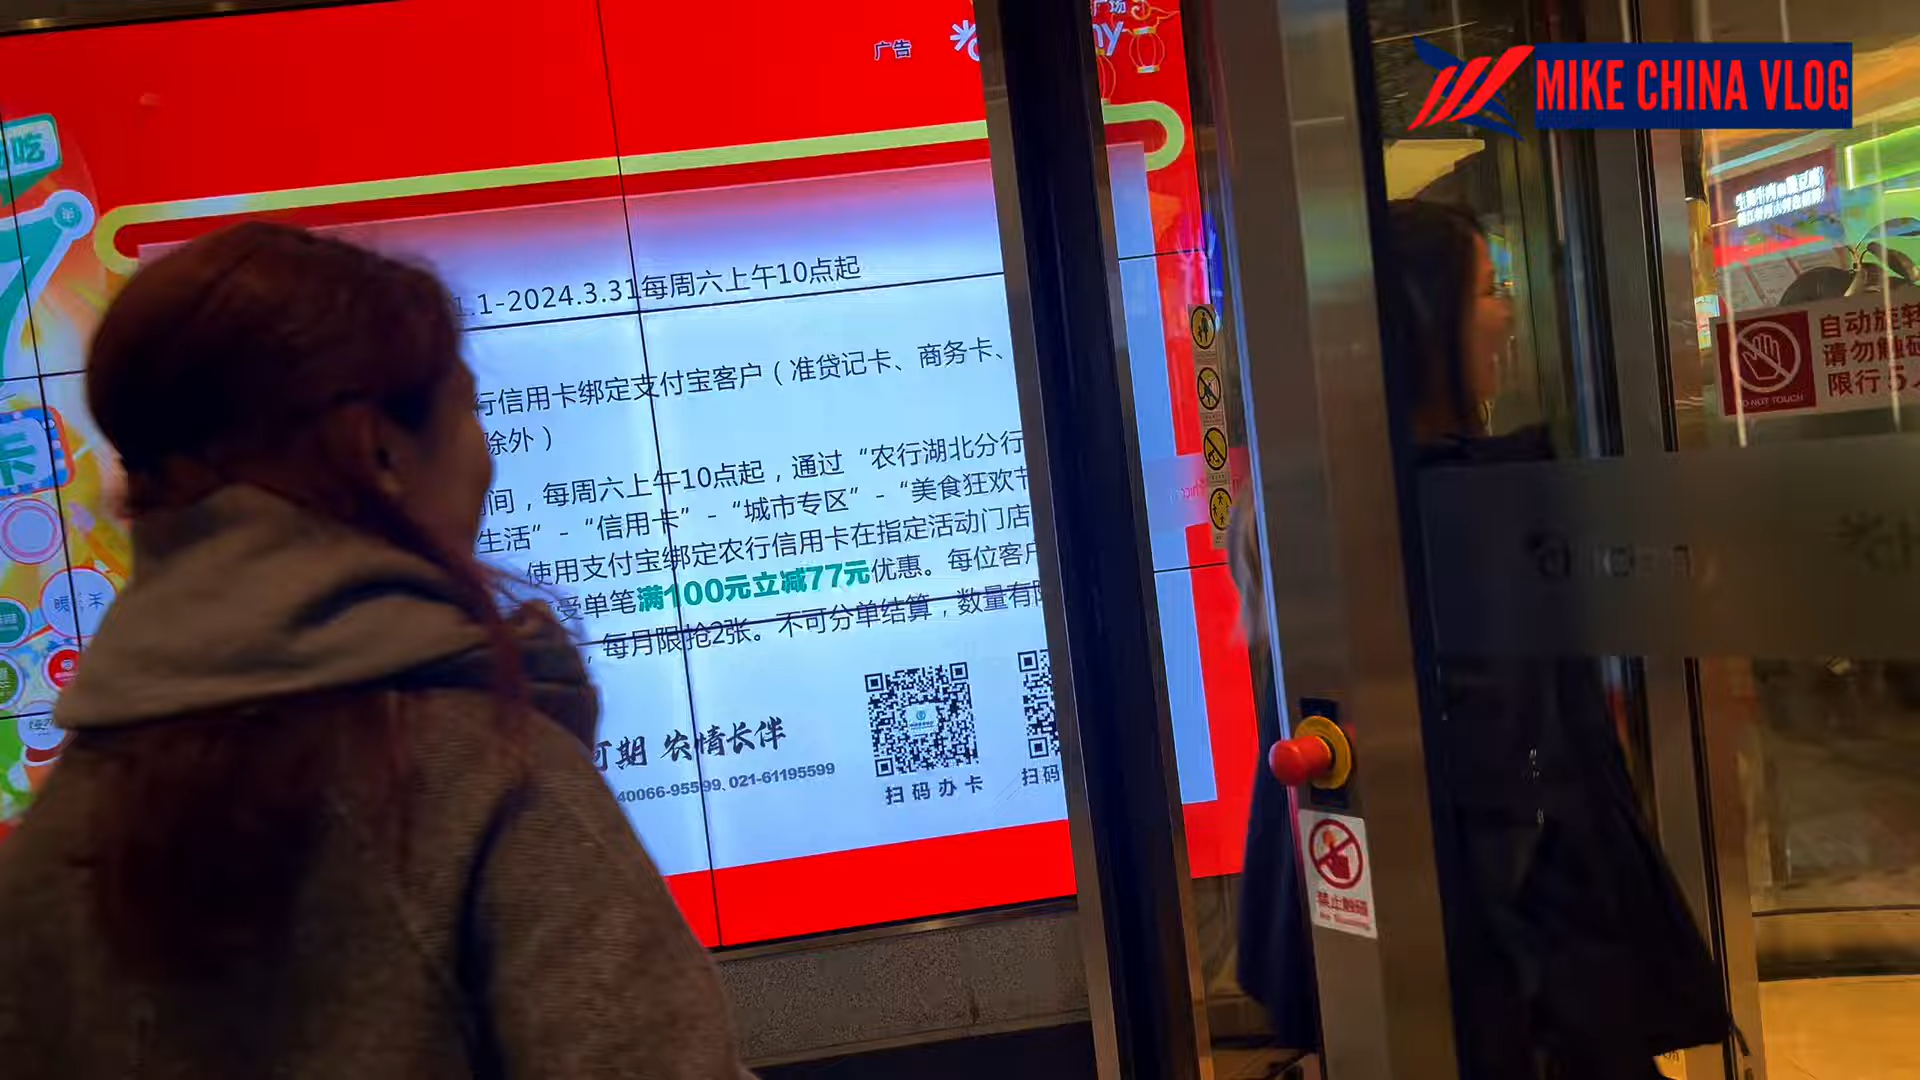 MIKE CHINA VLOG
广告
吃
1.1-2024.3.31每周六上午10点起
行信用卡绑定支付宝客户（准贷记卡、商务卡、
除外）
间，每周六上午10点起，通过“农行湖北分行
生活”-“信用卡”-“城市专区”-“美食狂欢节
使用支付宝绑定农行信用卡在指定活动门店
受单笔满100元立减77元优惠。每位客户
，每月限抢2张。不可分单结算，数量有限
可期 农情长伴
40066-95599、021-61195599
扫码办卡
扫码
卡
自动旋转
请勿触碰
限行5人
DO NOT TOUCH
禁止触碰